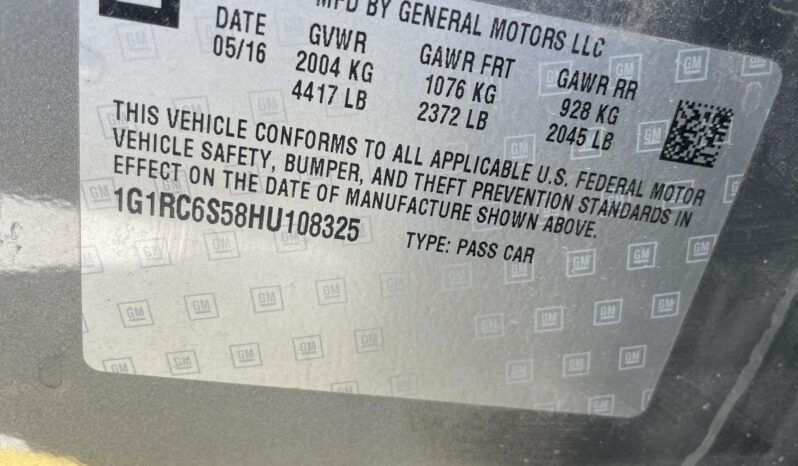 MFD BY GENERAL MOTORS LLC
DATE GVWR GAWR FRT GAWR RR
05/16 2004 KG 1076 KG 928 KG
4417 LB 2372 LB 2045 LB
THIS VEHICLE CONFORMS TO ALL APPLICABLE U.S. FEDERAL MOTOR
VEHICLE SAFETY, BUMPER, AND THEFT PREVENTION STANDARDS IN
EFFECT ON THE DATE OF MANUFACTURE SHOWN ABOVE.
1G1RC6S58HU108325 TYPE: PASS CAR